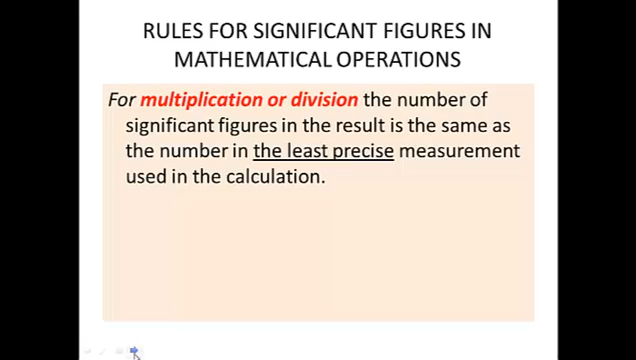 RULES FOR SIGNIFICANT FIGURES IN
MATHEMATICAL OPERATIONS
For multiplication or division the number of
significant figures in the result is the same as
the number in the least precise measurement
used in the calculation.